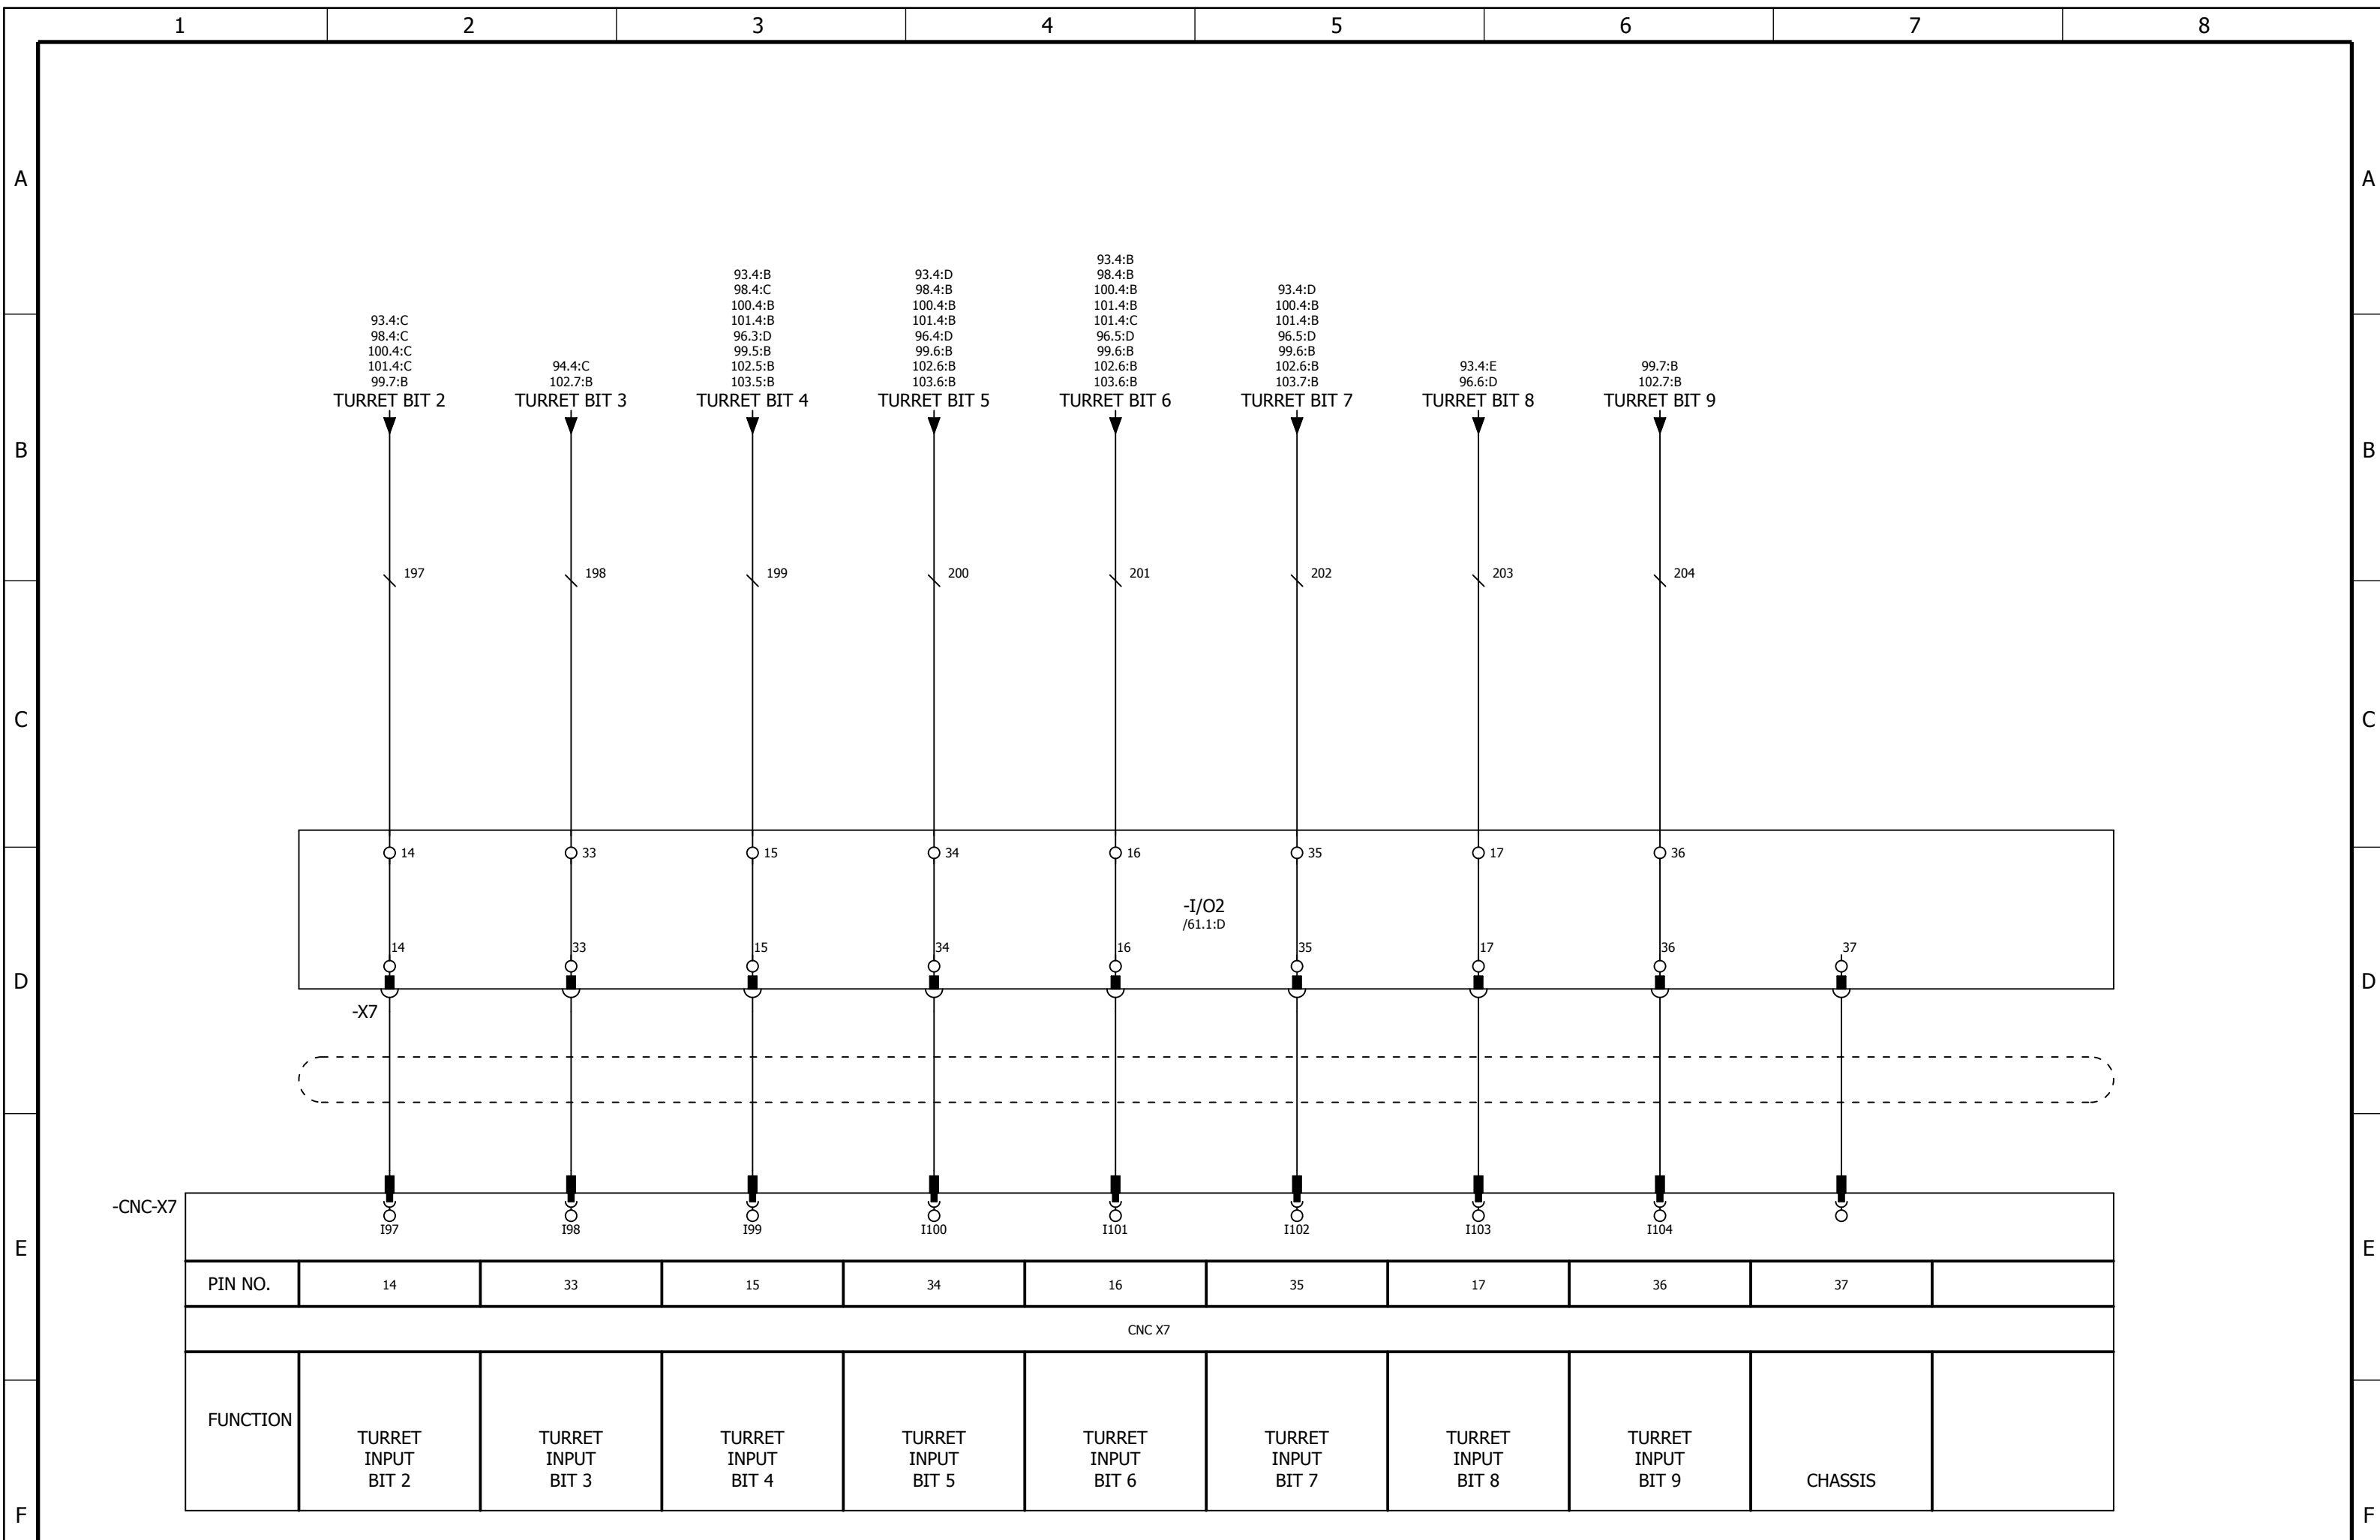 1 2 3 4 5 6 7 8
A A
93.4:B
93.4:B 93.4:D 98.4:B
98.4:C 98.4:B 100.4:B 93.4:D
100.4:B 100.4:B 101.4:B 100.4:B
93.4:C 101.4:B 101.4:B 101.4:C 101.4:B
98.4:C 96.3:D 96.4:D 96.5:D 96.5:D
100.4:C 99.5:B 99.6:B 99.6:B 99.6:B
101.4:C 94.4:C 102.5:B 102.6:B 102.6:B 102.6:B 93.4:E 99.7:B
99.7:B 102.7:B 103.5:B 103.6:B 103.6:B 103.7:B 96.6:D 102.7:B
TURRET BIT 2 TURRET BIT 3 TURRET BIT 4 TURRET BIT 5 TURRET BIT 6 TURRET BIT 7 TURRET BIT 8 TURRET BIT 9
B B
197 198 199 200 201 202 203 204
C C
14 33 15 34 16 35 17 36
-I/O2
/61.1:D
14 33 15 34 16 35 17 36 37
D D
-X7
-CNC-X7
I97 I98 I99 I100 I101 I102 I103 I104
E E
PIN NO. 14 33 15 34 16 35 17 36 37
CNC X7
FUNCTION
TURRET TURRET TURRET TURRET TURRET TURRET TURRET TURRET
INPUT INPUT INPUT INPUT INPUT INPUT INPUT INPUT
BIT 2 BIT 3 BIT 4 BIT 5 BIT 6 BIT 7 BIT 8 BIT 9 CHASSIS
F F